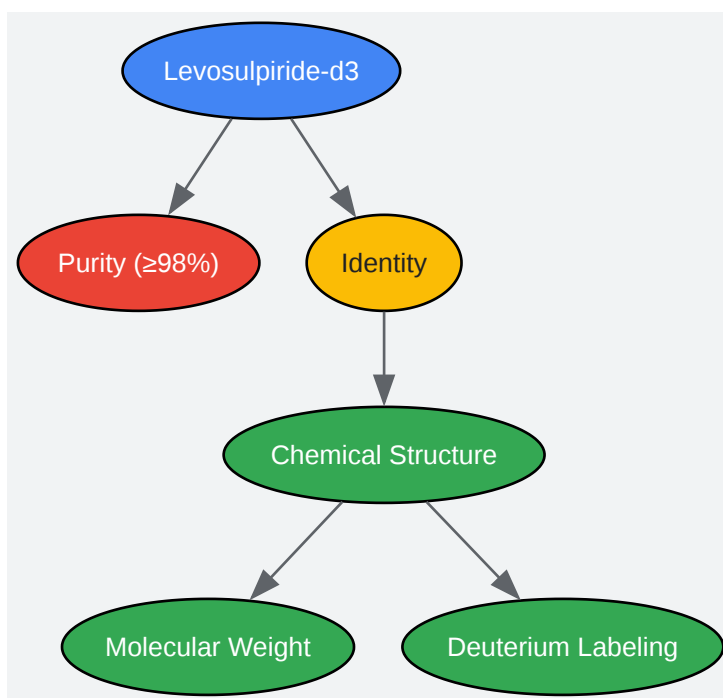 Levosulpiride-d3
Purity (≥98%)
Identity
Chemical Structure
Molecular Weight
Deuterium Labeling